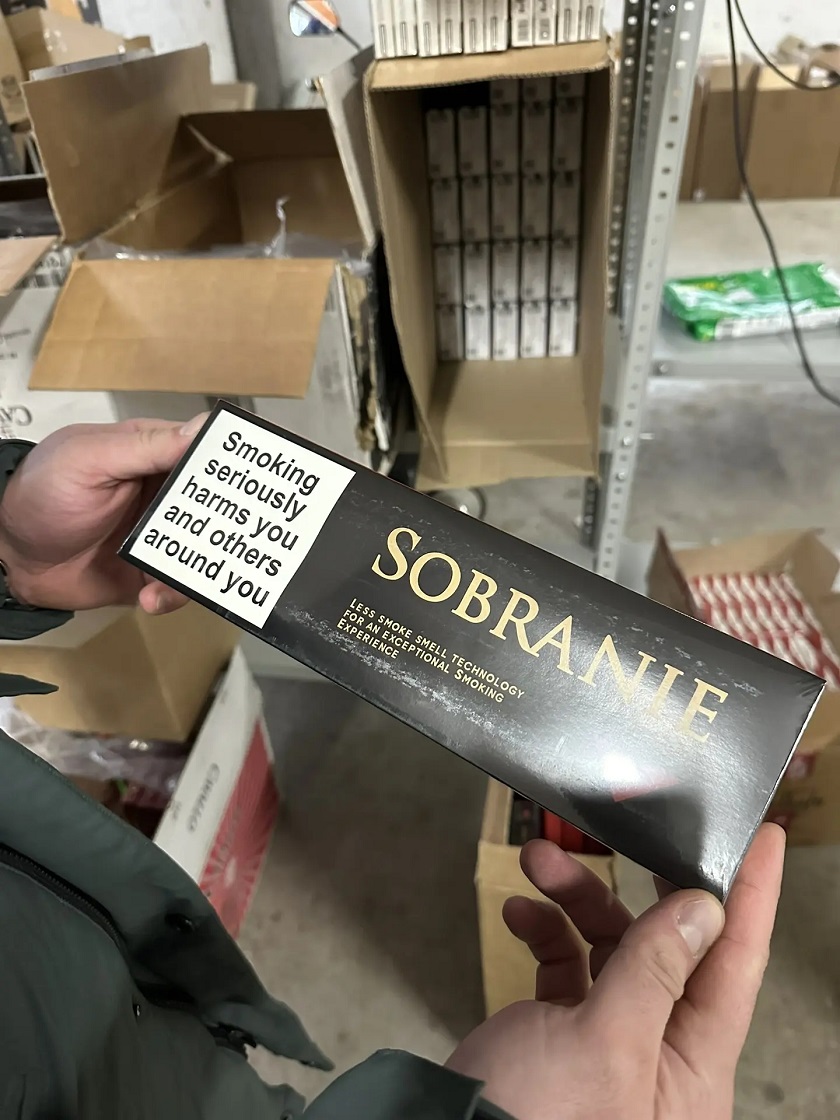 Smoking
seriously
harms you
and others
around you
SOBRANIE
LESS SMOKE SMELL TECHNOLOGY
FOR AN EXCEPTIONAL SMOKING
EXPERIENCE